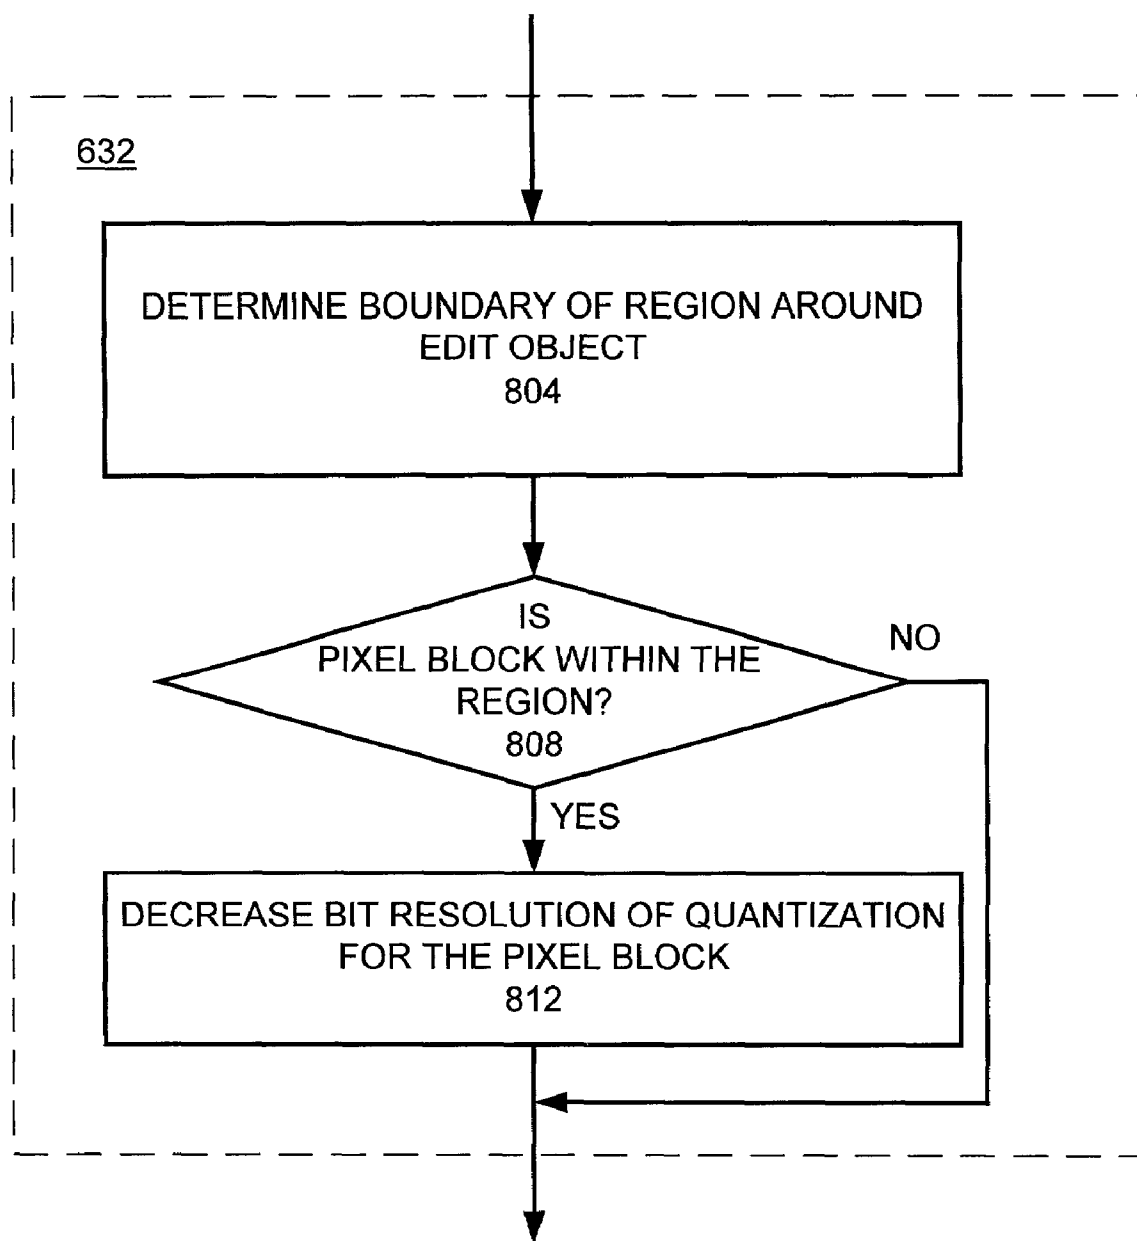 632
DETERMINE BOUNDARY OF REGION AROUND
EDIT OBJECT
804
IS
PIXEL BLOCK WITHIN THE
REGION?
808
NO
YES
DECREASE BIT RESOLUTION OF QUANTIZATION
FOR THE PIXEL BLOCK
812